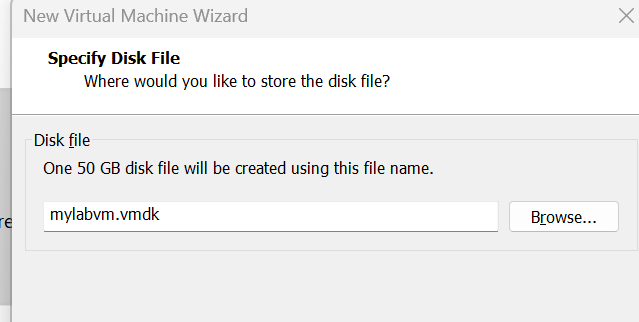 New Virtual Machine Wizard
Specify Disk File
Where would you like to store the disk file?
Disk file
One 50 GB disk file will be created using this file name.
mylabvm.vmdk
Browse...
re